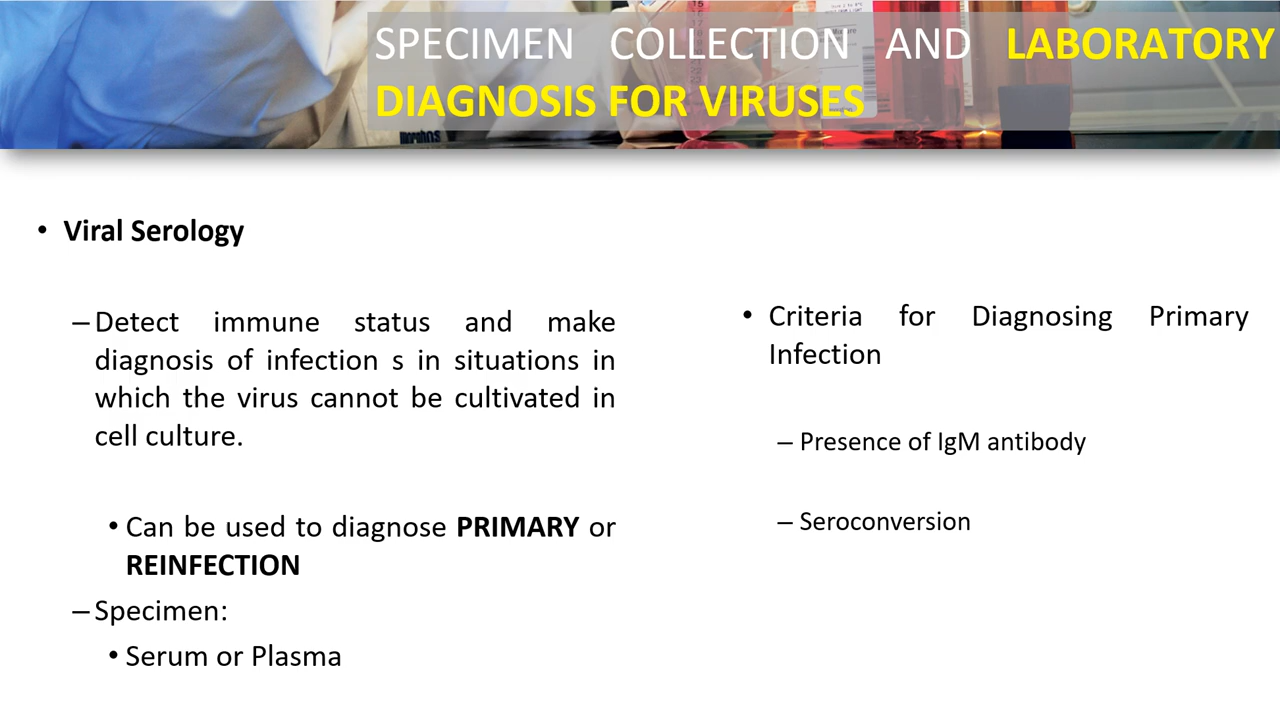 SPECIMEN COLLECTION AND LABORATORY
DIAGNOSIS FOR VIRUSES
• Viral Serology
– Detect immune status and make
diagnosis of infection s in situations in
which the virus cannot be cultivated in
cell culture.
• Can be used to diagnose PRIMARY or
REINFECTION
– Specimen:
• Serum or Plasma
• Criteria for Diagnosing Primary
Infection
– Presence of IgM antibody
– Seroconversion